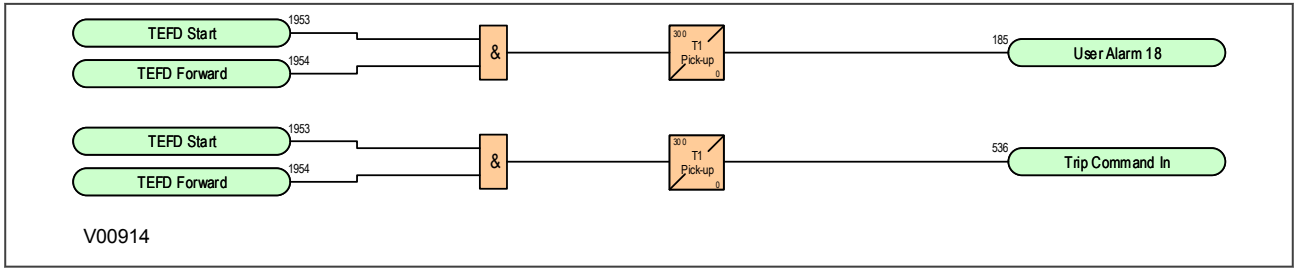 1953
TEFD Start
1954
TEFD Forward
&
300
T1
Pick-up
0
185
User Alarm 18
1953
TEFD Start
1954
TEFD Forward
&
300
T1
Pick-up
0
536
Trip Command In
V00914